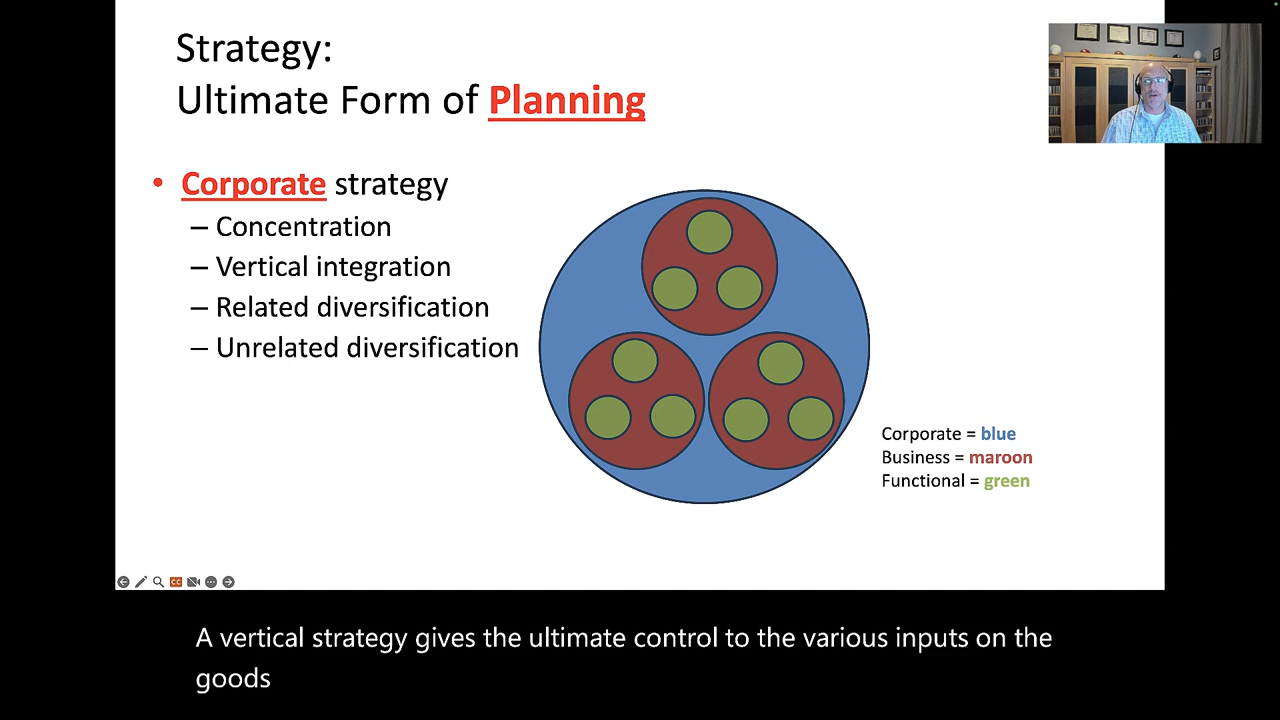 Strategy:
Ultimate Form of Planning
• Corporate strategy
– Concentration
– Vertical integration
– Related diversification
– Unrelated diversification
Corporate = blue
Business = maroon
Functional = green
CC
A vertical strategy gives the ultimate control to the various inputs on the
goods